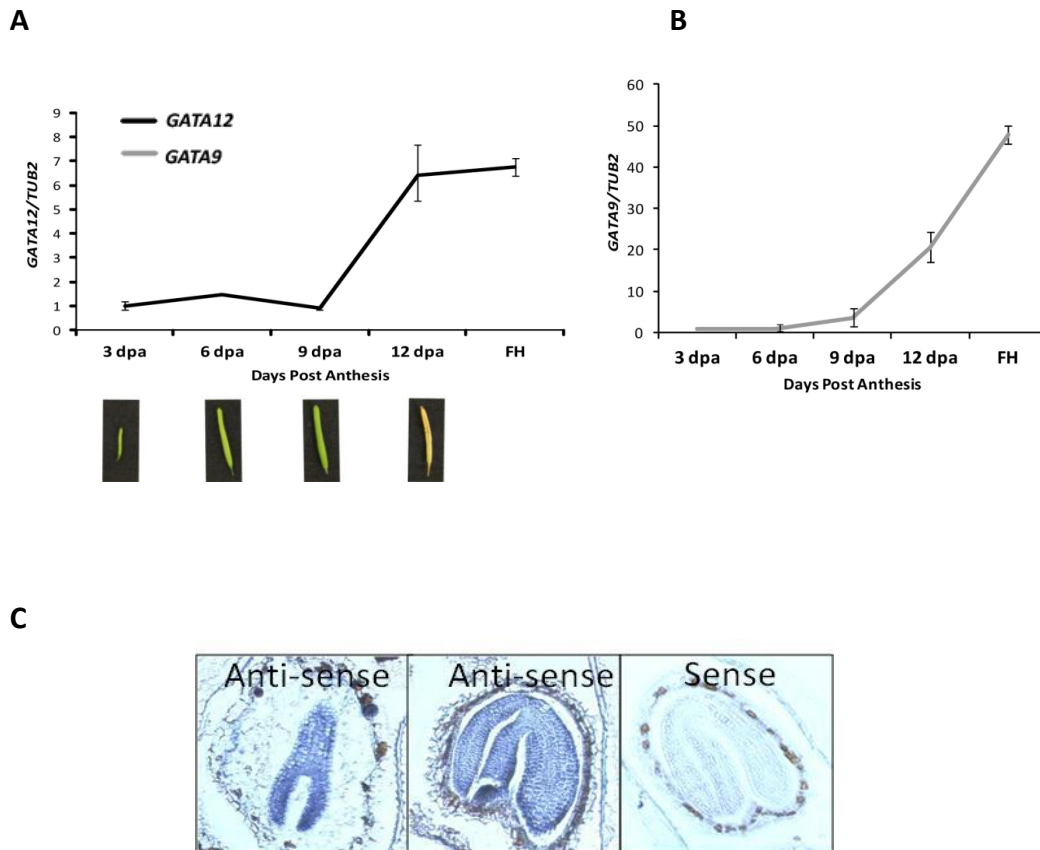 A
B
9
8
7
6
5
4
3
2
1
0
GATA12/TUB2
GATA12
GATA9
3 dpa 6 dpa 9 dpa 12 dpa FH
Days Post Anthesis
60
50
40
30
20
10
0
GATA9/TUB2
3 dpa 6 dpa 9 dpa 12 dpa FH
Days Post Anthesis
C
Anti-sense Anti-sense Sense